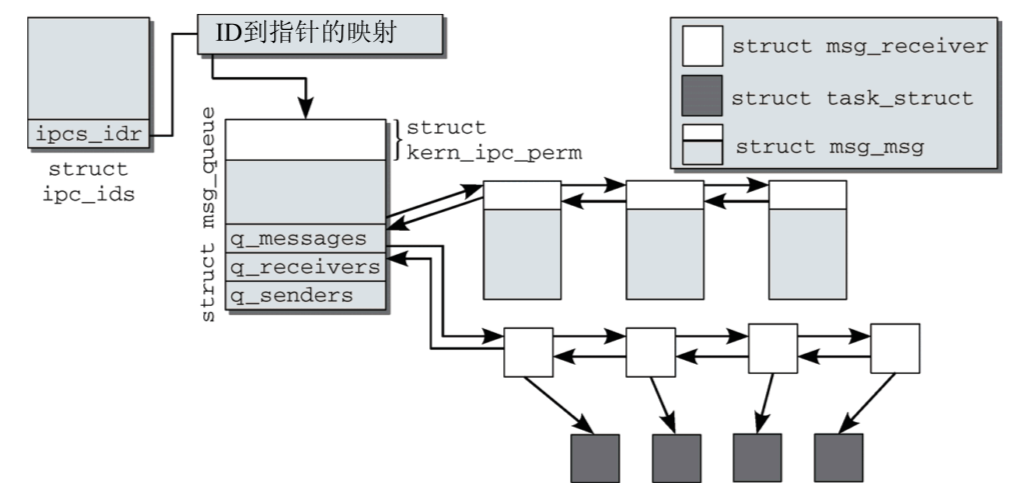 ID到指针的映射
ipcs_idr
struct
ipc_ids
struct msg_queue
struct
kern_ipc_perm
q_messages
q_receivers
q_senders
struct msg_receiver
struct task_struct
struct msg_msg